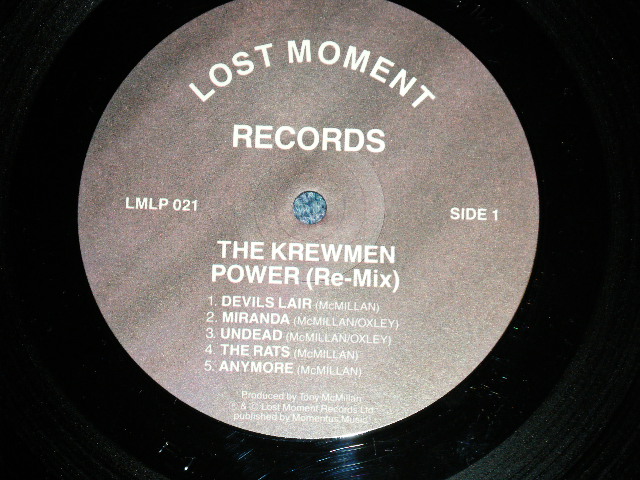 LOST MOMENT
RECORDS
LMLP 021
SIDE 1
THE KREWMEN
POWER (Re-Mix)
1. DEVILS LAIR (McMILLAN)
2. MIRANDA (McMILLAN/OXLEY)
3. UNDEAD (McMILLAN/OXLEY)
4 THE RATS (McMILLAN)
5. ANYMORE (McMILLAN)
Produced by Tony McMillan
℗ & © Lost Moment Records Ltd
published by Momentus Music